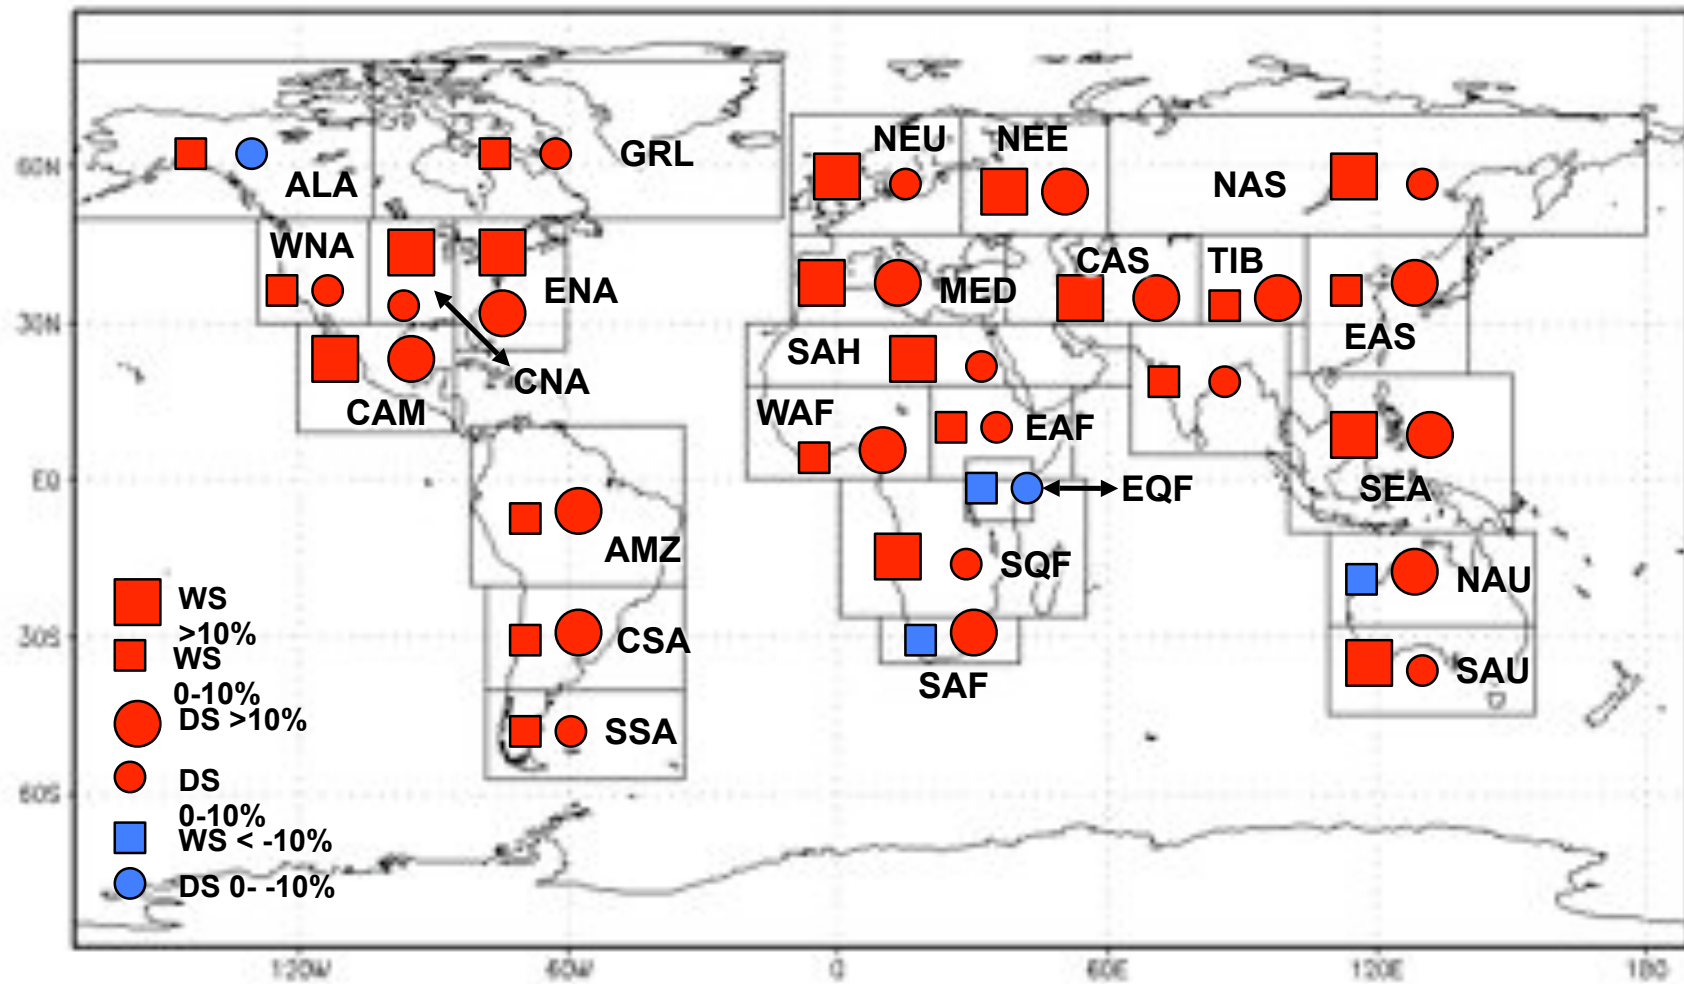 NEU
NEE
GRL
60N
ALA
NAS
WNA
CAS
TIB
ENA
MED
30N
EAS
SAH
CNA
CAM
WAF
EAF
E0
SEA
EQF
AMZ
SQF
NAU
WS
>10%
30S
CSA
WS
SAU
0-10%
SAF
DS >10%
SSA
DS
60S
0-10%
WS < -10%
DS 0- -10%
120W
60W
0
60E
120E
180